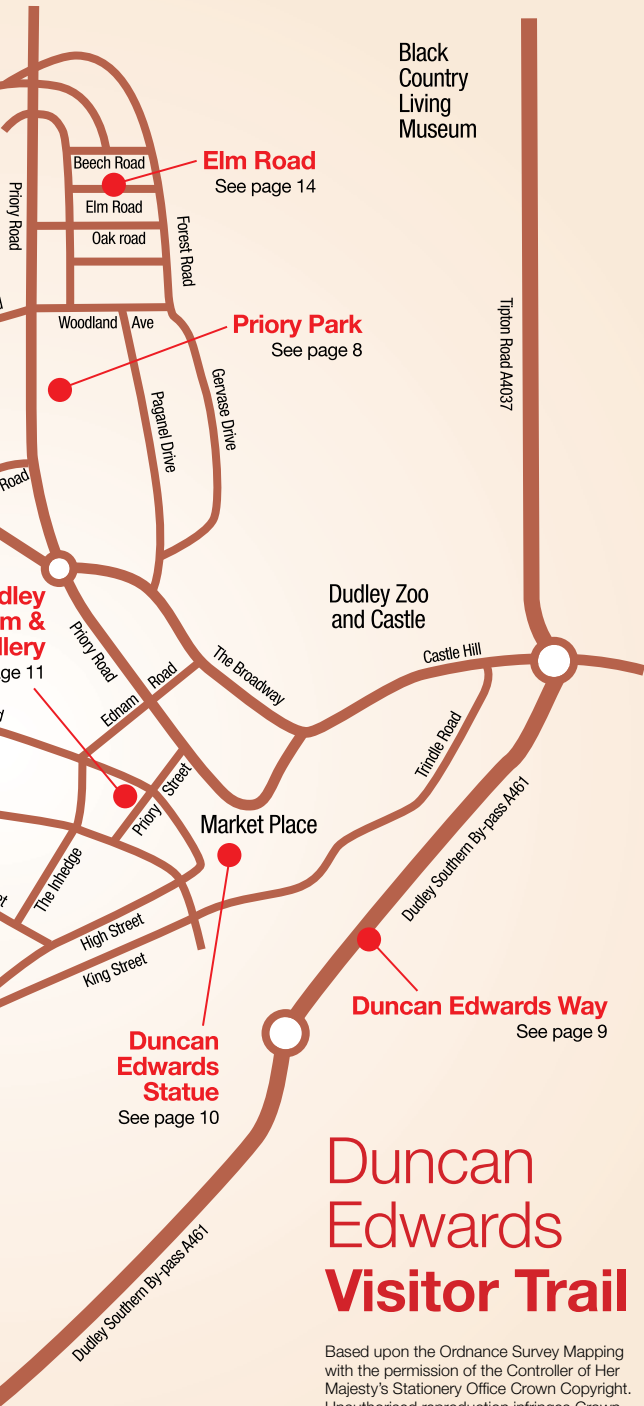 Black
Country
Living
Museum
Beech Road
Elm Road
See page 14
Elm Road
Priory Road
Oak road
Forest Road
Woodland Ave
Priory Park
See page 8
Tipton Road A4037
Gervase Drive
Paganel Drive
Road
Dudley Zoo
and Castle
dley
m &
llery
ge 11
Priory Road
Ednam Road
The Broadway
Castle Hill
Trindle Road
Priory Street
Market Place
Dudley Southern By-pass A461
The Inhedge
High Street
King Street
Duncan Edwards Way
See page 9
Duncan
Edwards
Statue
See page 10
Dudley Southern By-pass A461
Duncan
Edwards
Visitor Trail
Based upon the Ordnance Survey Mapping
with the permission of the Controller of Her
Majesty's Stationery Office Crown Copyright.
Unauthorised reproduction infringes Crown